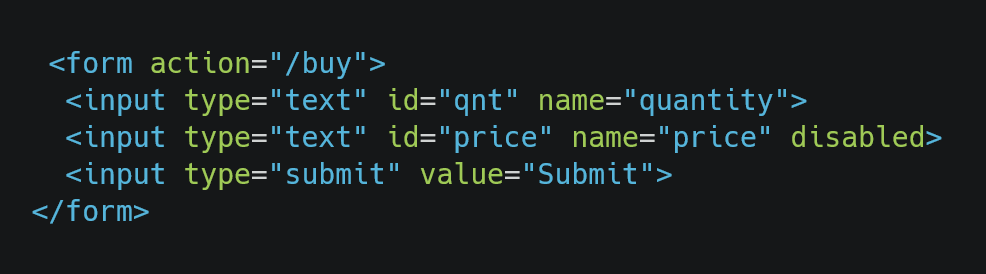 <form action="/buy">
<input type="text" id="qnt" name="quantity">
<input type="text" id="price" name="price" disabled>
<input type="submit" value="Submit">
</form>